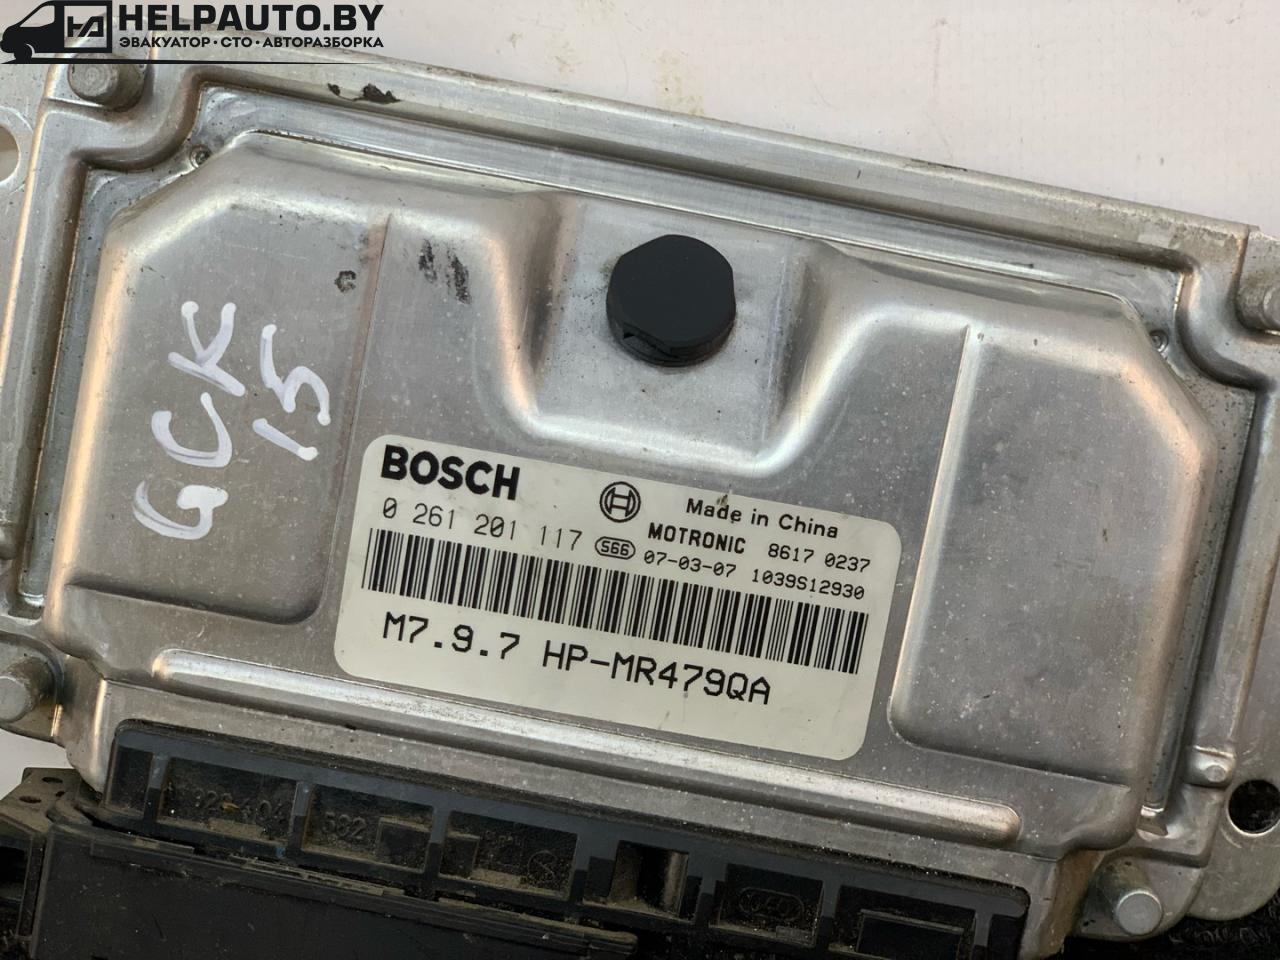 HELPAUTO.BY
ЭВАКУАТОР·СТО·АВТОРАЗБОРКА
GCK
15
BOSCH
Made in China
0 261 201 117
S66
MOTRONIC 8617 0237
07-03-07 1039S12930
M7.9.7 HP-MR479QA